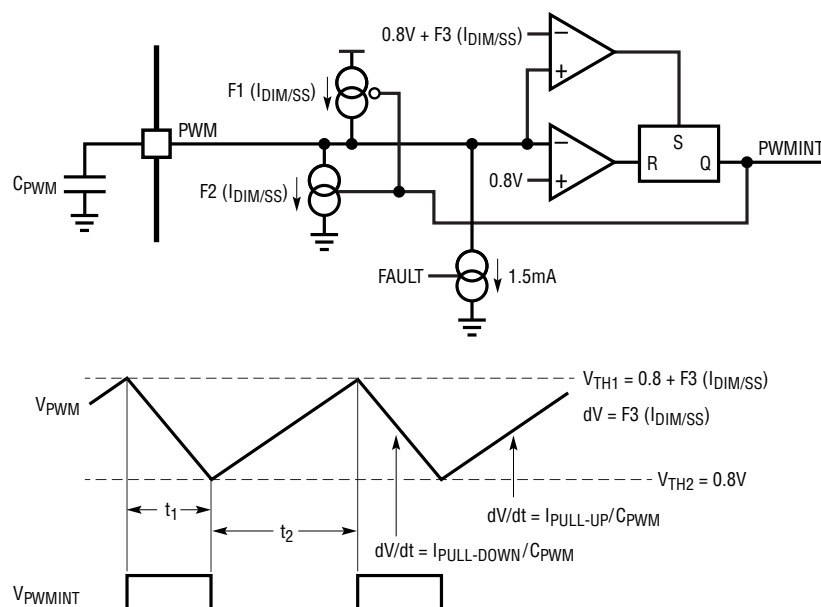 0.8V + F3 (IDIM/SS)
F1 (IDIM/SS)
PWM
S
PWMINT
R
Q
CPWM
F2 (IDIM/SS)
0.8V
FAULT
1.5mA
VTH1 = 0.8 + F3 (IDIM/SS)
VPWM
dV = F3 (IDIM/SS)
VTH2 = 0.8V
t1
dV/dt = IPULL-UP/CPWM
t2
dV/dt = IPULL-DOWN/CPWM
VPWMINT